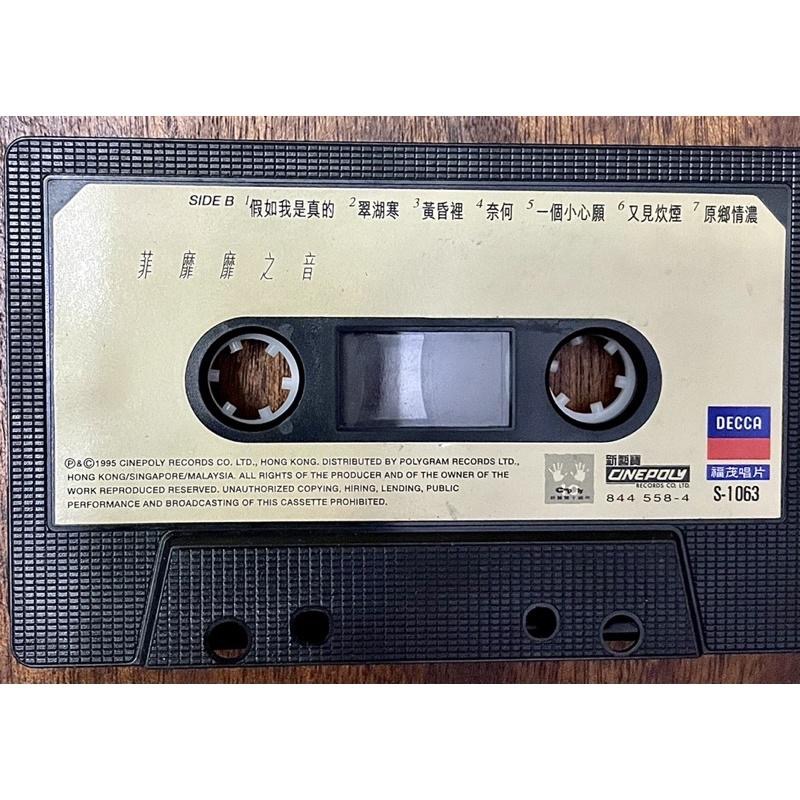 SIDE B 1假如我是真的 2翠湖寒 3黃昏裡 4奈何 5一個小心願 6又見炊煙 7原鄉情濃
菲靡靡之音
DECCA
福茂唱片
S-1063
Ⓟ&©1995 CINEPOLY RECORDS CO. LTD., HONG KONG. DISTRIBUTED BY POLYGRAM RECORDS LTD.,
HONG KONG/SINGAPORE/MALAYSIA. ALL RIGHTS OF THE PRODUCER AND OF THE OWNER OF THE
WORK REPRODUCED RESERVED. UNAUTHORIZED COPYING, HIRING, LENDING, PUBLIC
PERFORMANCE AND BROADCASTING OF THIS CASSETTE PROHIBITED.
新藝寶
CINEPOLY
RECORDS CO. LTD.
844 558-4